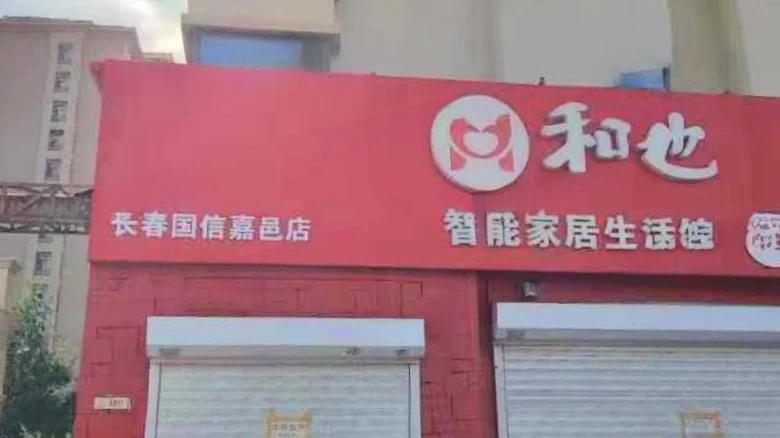 和也
长春国信嘉邑店
智能家居生活馆